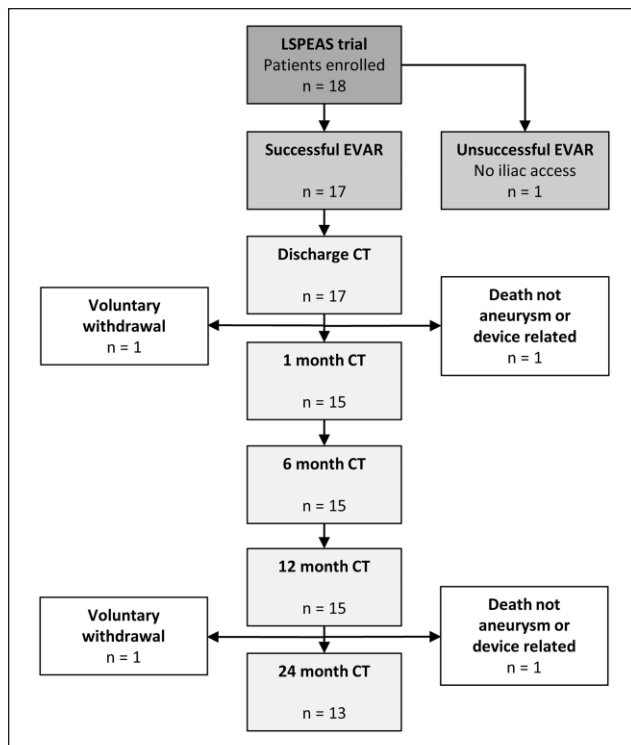 LSPEAS trial
Patients enrolled
n = 18
Successful EVAR
n = 17
Unsuccessful EVAR
No iliac access
n = 1
Discharge CT
n = 17
Voluntary
withdrawal
n = 1
Death not
aneurysm or
device related
n = 1
1 month CT
n = 15
6 month CT
n = 15
12 month CT
n = 15
Voluntary
withdrawal
n = 1
Death not
aneurysm or
device related
n = 1
24 month CT
n = 13